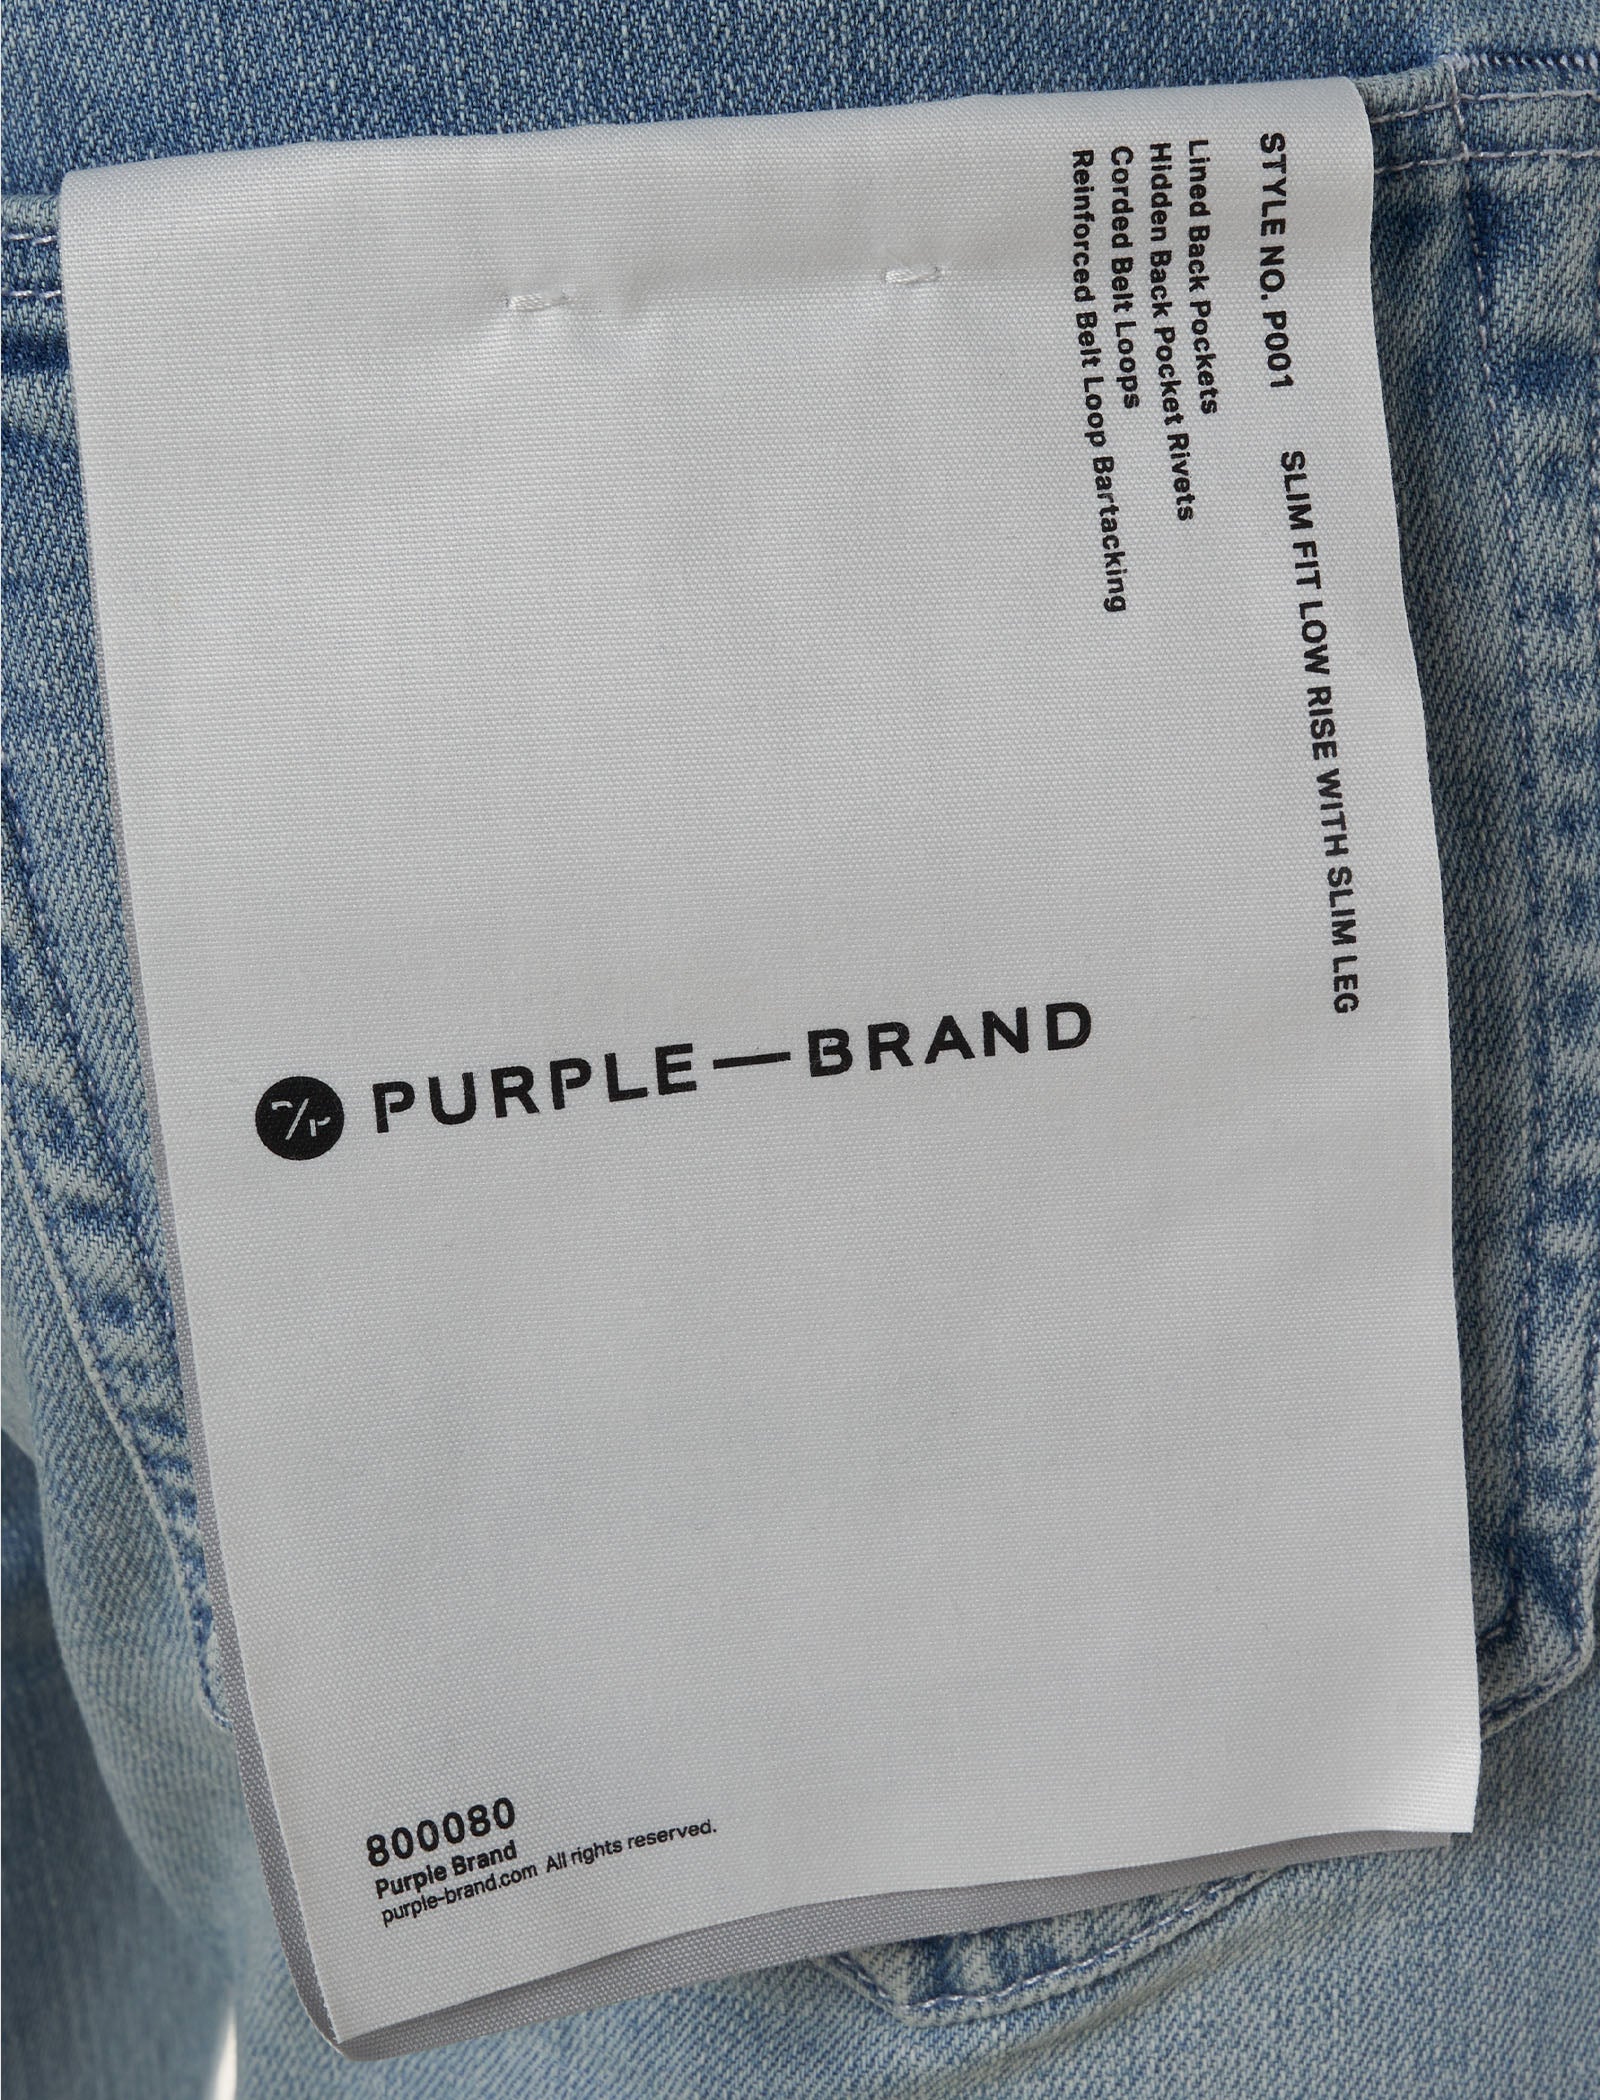 STYLE NO. P001 SLIM FIT LOW RISE WITH SLIM LEG
Lined Back Pockets
Hidden Back Pocket Rivets
Corded Belt Loops
Reinforced Belt Loop Bartacking
PURPLE—BRAND
800080
Purple Brand
purple-brand.com All rights reserved.